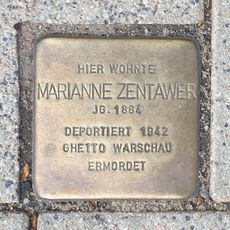 HIER WOHNTE
MARIANNE ZENTAWER
JG. 1884
DEPORTIERT 1942
GHETTO WARSCHAU
ERMORDET